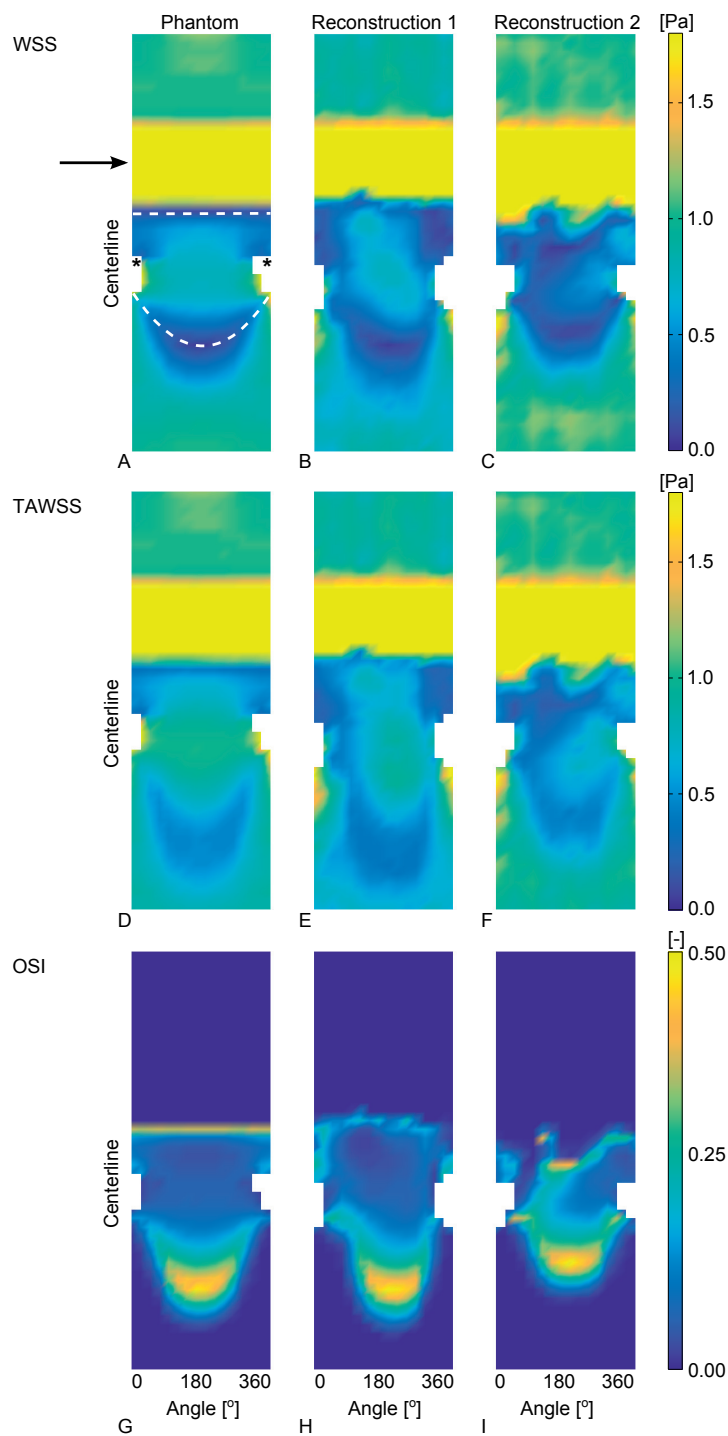 Phantom
Reconstruction 1
Reconstruction 2
[Pa]
WSS
1.5
1.0
0.5
0.0
Centerline
*
*
A
B
C
[Pa]
TAWSS
1.5
1.0
0.5
0.0
Centerline
D
E
F
[-]
OSI
0.50
0.25
0.00
Centerline
0
180
360
0
180
360
0
180
360
Angle [º]
Angle [º]
Angle [º]
G
H
I